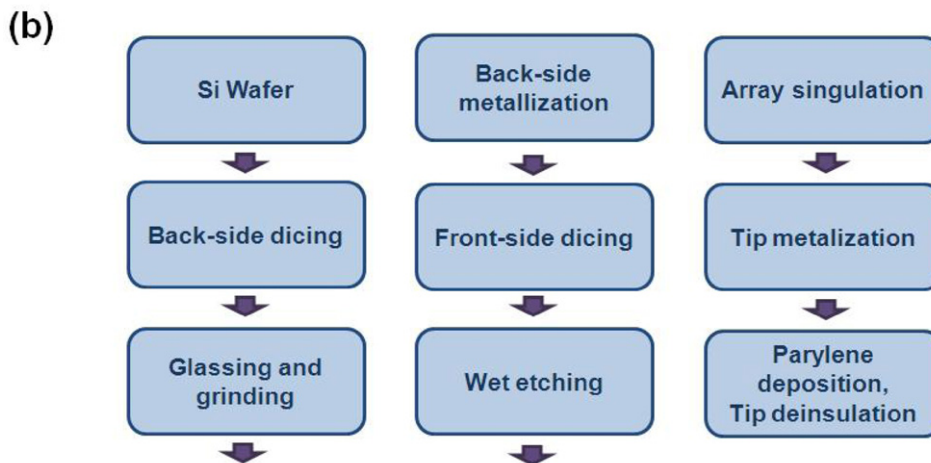 (b)
Si Wafer
Back-side dicing
Glassing and
grinding
Back-side
metallization
Front-side dicing
Wet etching
Array singulation
Tip metalization
Parylene
deposition,
Tip deinsulation